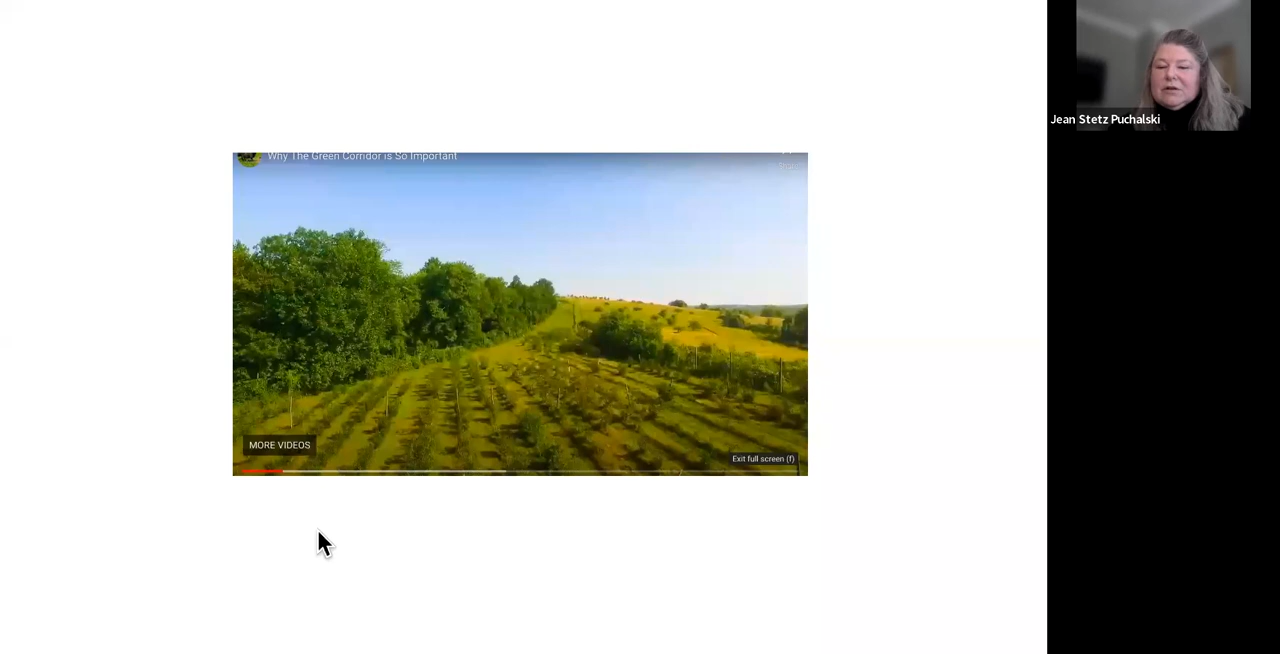 Why The Green Corridor is So Important
Jean Stetz Puchalski
MORE VIDEOS
Exit full screen (f)